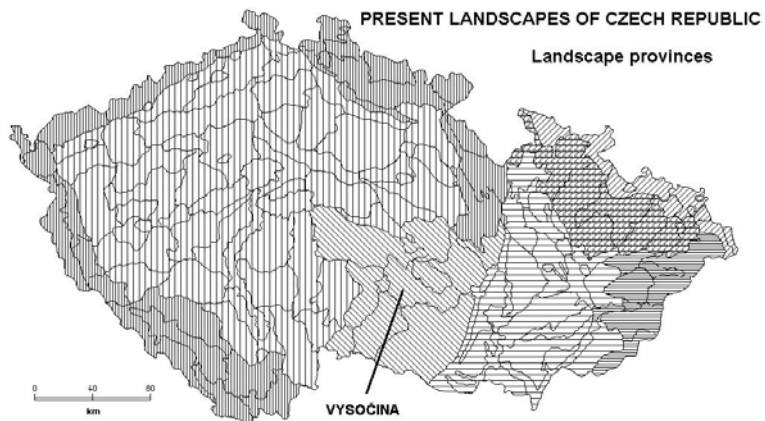 PRESENT LANDSCAPES OF CZECH REPUBLIC
Landscape provinces
0 40 80
km
VYSOČINA